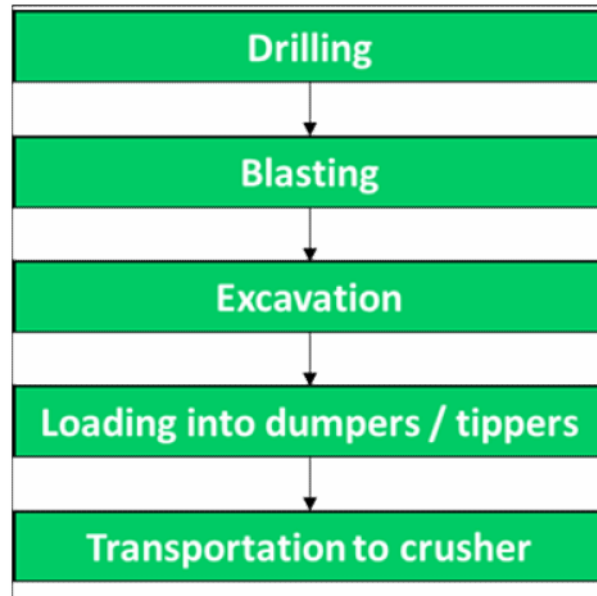 Drilling
Blasting
Excavation
Loading into dumpers / tippers
Transportation to crusher